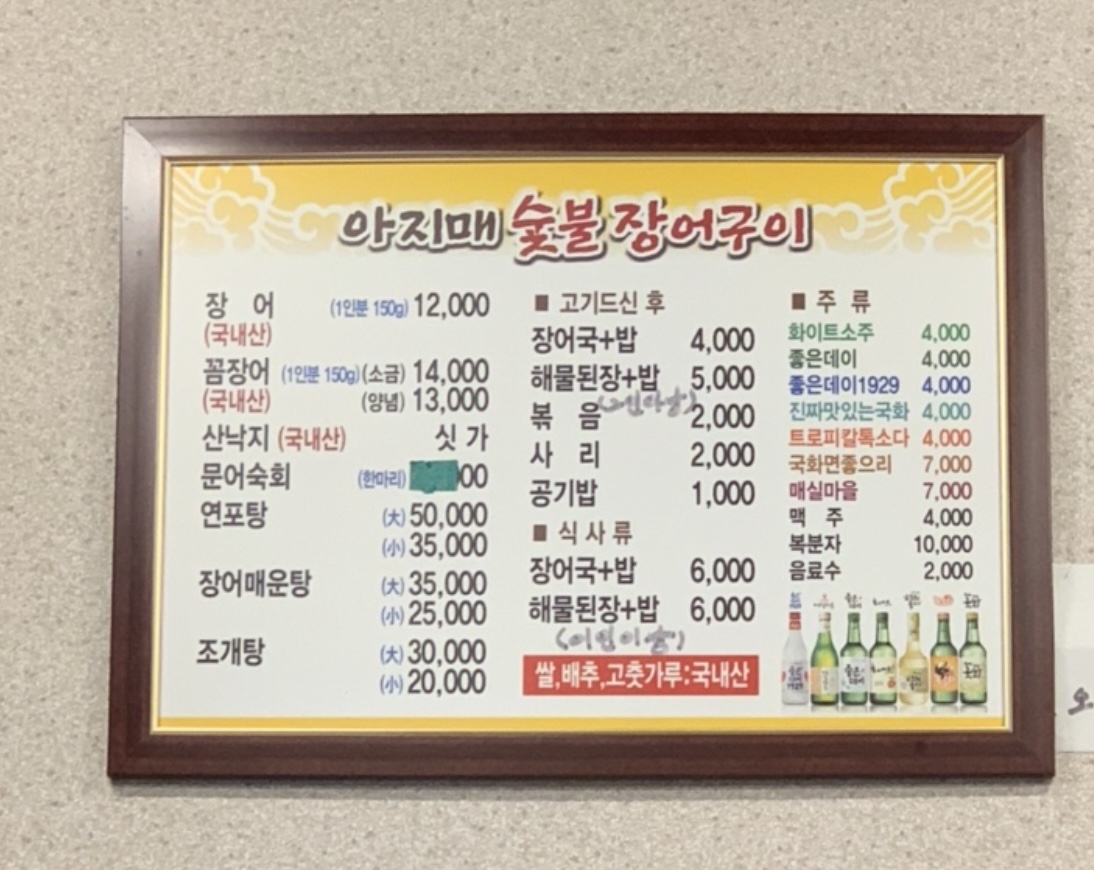 아지매 숯불장어구이
장 어 (1인분 150g) 12,000
(국내산)
꼼장어 (1인분 150g) (소금) 14,000
(국내산) (양념) 13,000
산낙지 (국내산) 싯 가
문어숙회 (한마리) 00
연포탕 (大) 50,000
(小) 35,000
장어매운탕 (大) 35,000
(小) 25,000
조개탕 (大) 30,000
(小) 20,000
■ 고기드신 후
장어국+밥 4,000
해물된장+밥 5,000
볶 음 2,000
사 리 2,000
공기밥 1,000
■ 식 사 류
장어국+밥 6,000
해물된장+밥 6,000
(2인이상)
쌀,배추,고춧가루:국내산
■ 주 류
화이트소주 4,000
좋은데이 4,000
좋은데이1929 4,000
진짜맛있는국화 4,000
트로피칼톡소다 4,000
국화면좋으리 7,000
매실마을 7,000
맥 주 4,000
복분자 10,000
음료수 2,000